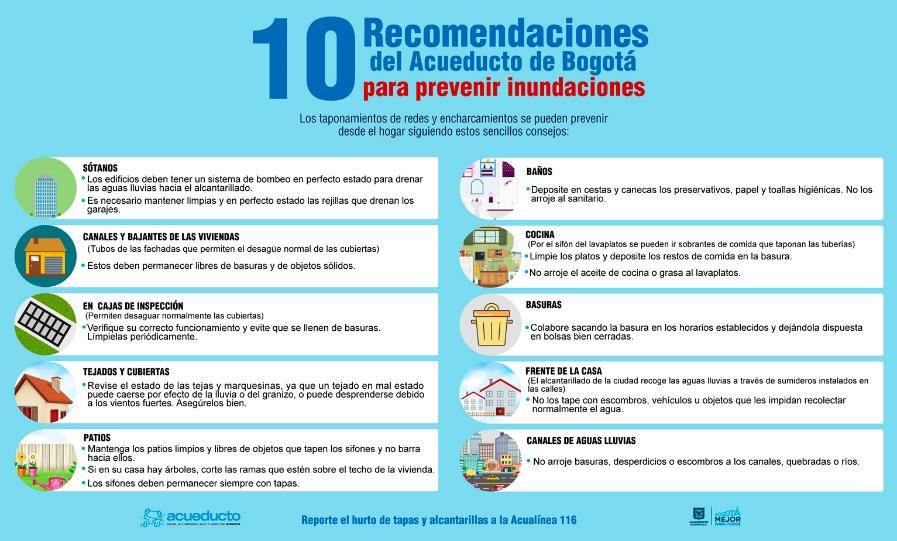 10 Recomendaciones
del Acueducto de Bogotá
para prevenir inundaciones
Los taponamientos de redes y encharcamientos se pueden prevenir
desde el hogar siguiendo estos sencillos consejos:
SÓTANOS
• Los edificios deben tener un sistema de bombeo en perfecto estado para drenar
las aguas lluvias hacia el alcantarillado.
• Es necesario mantener limpias y en perfecto estado las rejillas que drenan los
garajes.
CANALES Y BAJANTES DE LAS VIVIENDAS
(Tubos de las fachadas que permiten el desagüe normal de las cubiertas)
• Estos deben permanecer libres de basuras y de objetos sólidos.
EN CAJAS DE INSPECCIÓN
(Permiten desaguar normalmente las cubiertas)
• Verifique su correcto funcionamiento y evite que se llenen de basuras.
Límpielas periódicamente.
TEJADOS Y CUBIERTAS
• Revise el estado de las tejas y marquesinas, ya que un tejado en mal estado
puede caerse por efecto de la lluvia o del granizo, o puede desprenderse debido
a los vientos fuertes. Asegúrelos bien.
PATIOS
• Mantenga los patios limpios y libres de objetos que tapen los sifones y no barra
hacia ellos.
• Si en su casa hay árboles, corte las ramas que estén sobre el techo de la vivienda.
• Los sifones deben permanecer siempre con tapas.
BAÑOS
• Deposite en cestas y canecas los preservativos, papel y toallas higiénicas. No los
arroje al sanitario.
COCINA
(Por el sifón del lavaplatos se pueden ir sobrantes de comida que taponan las tuberías)
• Limpie los platos y deposite los restos de comida en la basura.
• No arroje el aceite de cocina o grasa al lavaplatos.
BASURAS
• Colabore sacando la basura en los horarios establecidos y dejándola dispuesta
en bolsas bien cerradas.
FRENTE DE LA CASA
(El alcantarillado de la ciudad recoge las aguas lluvias a través de sumideros instalados en
las calles)
• No los tape con escombros, vehículos u objetos que les impidan recolectar
normalmente el agua.
CANALES DE AGUAS LLUVIAS
• No arroje basuras, desperdicios o escombros a los canales, quebradas o ríos.
acueducto
Reporte el hurto de tapas y alcantarillas a la Acualínea 116
BOGOTÁ
MEJOR
PARA TODOS